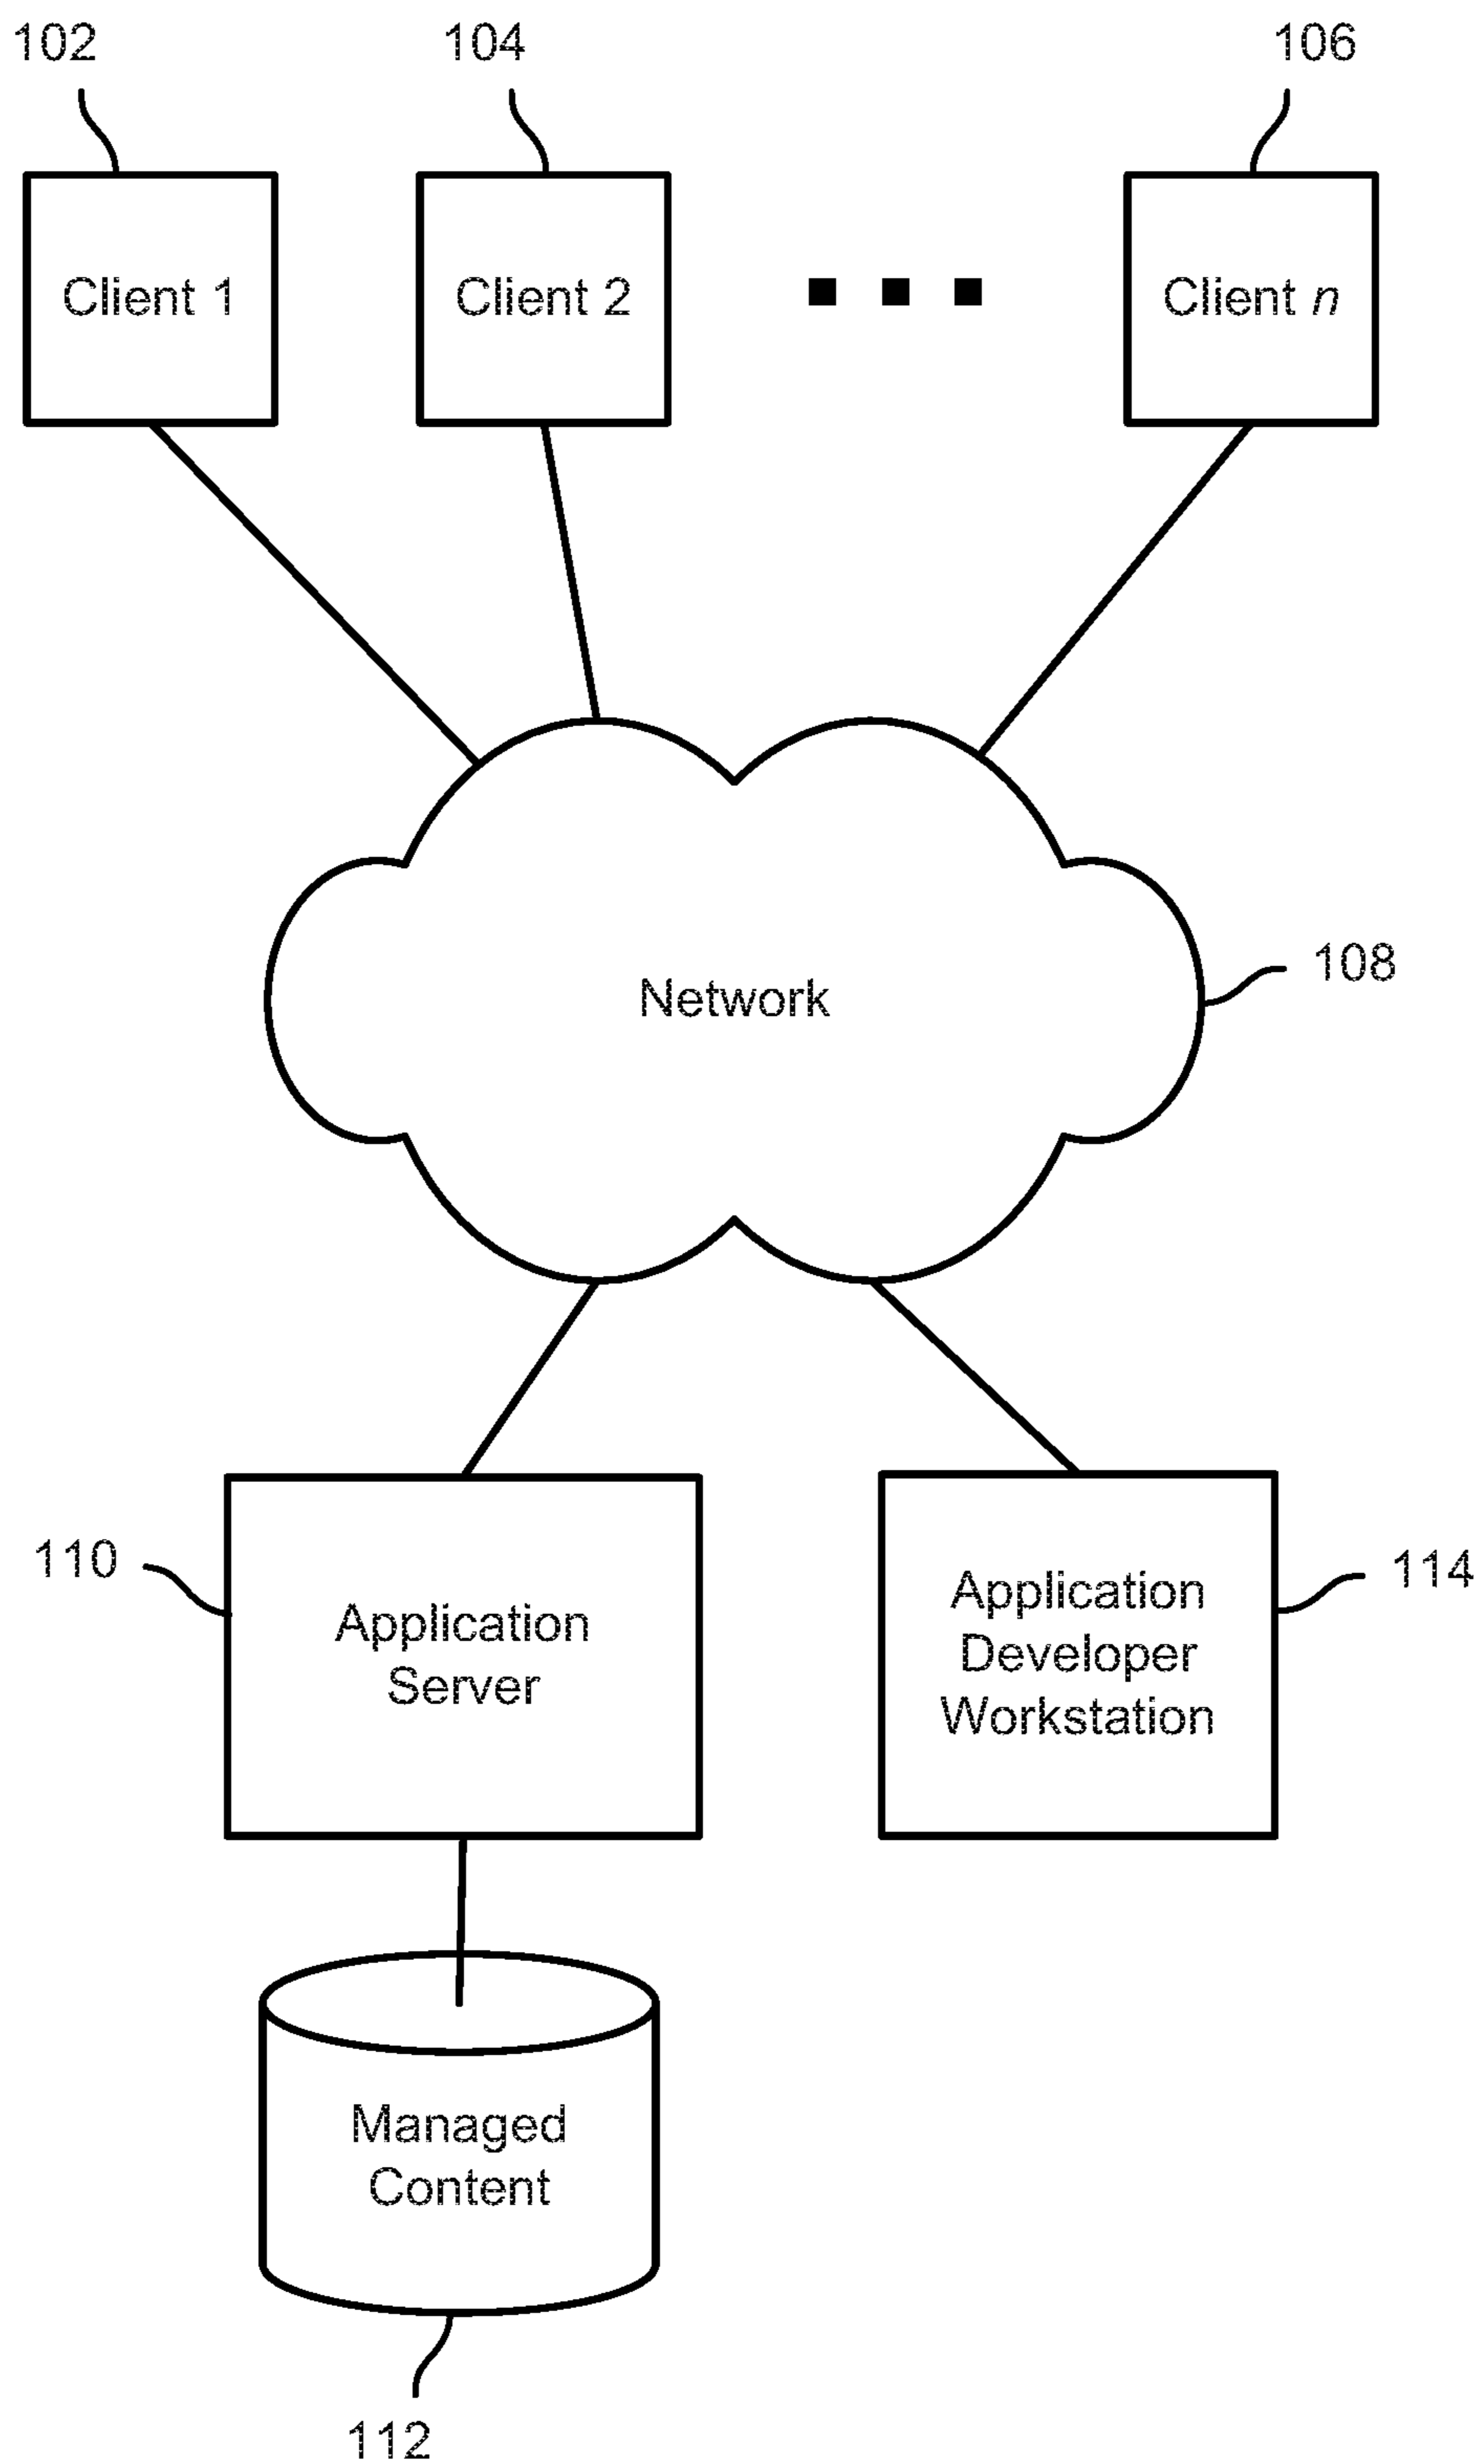 102
104
106
Client 1
Client 2
Client n
108
Network
110
114
Application
Server
Application
Developer
Workstation
Managed
Content
112